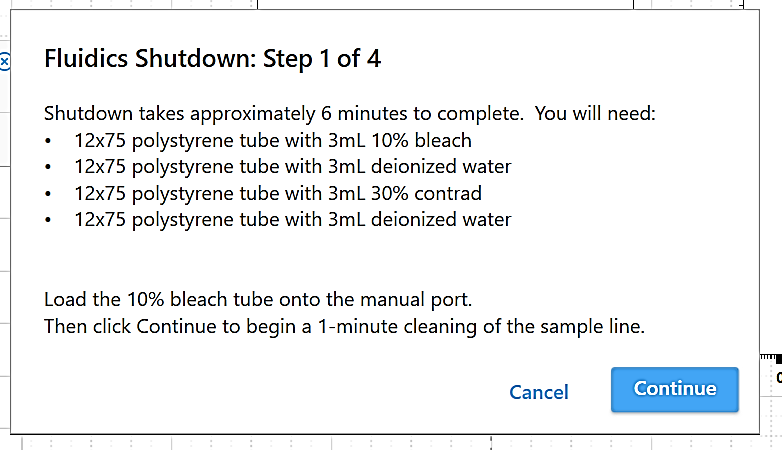 Fluidics Shutdown: Step 1 of 4
Shutdown takes approximately 6 minutes to complete.  You will need:
• 12x75 polystyrene tube with 3mL 10% bleach
• 12x75 polystyrene tube with 3mL deionized water
• 12x75 polystyrene tube with 3mL 30% contrad
• 12x75 polystyrene tube with 3mL deionized water
Load the 10% bleach tube onto the manual port.
Then click Continue to begin a 1-minute cleaning of the sample line.
Cancel
Continue